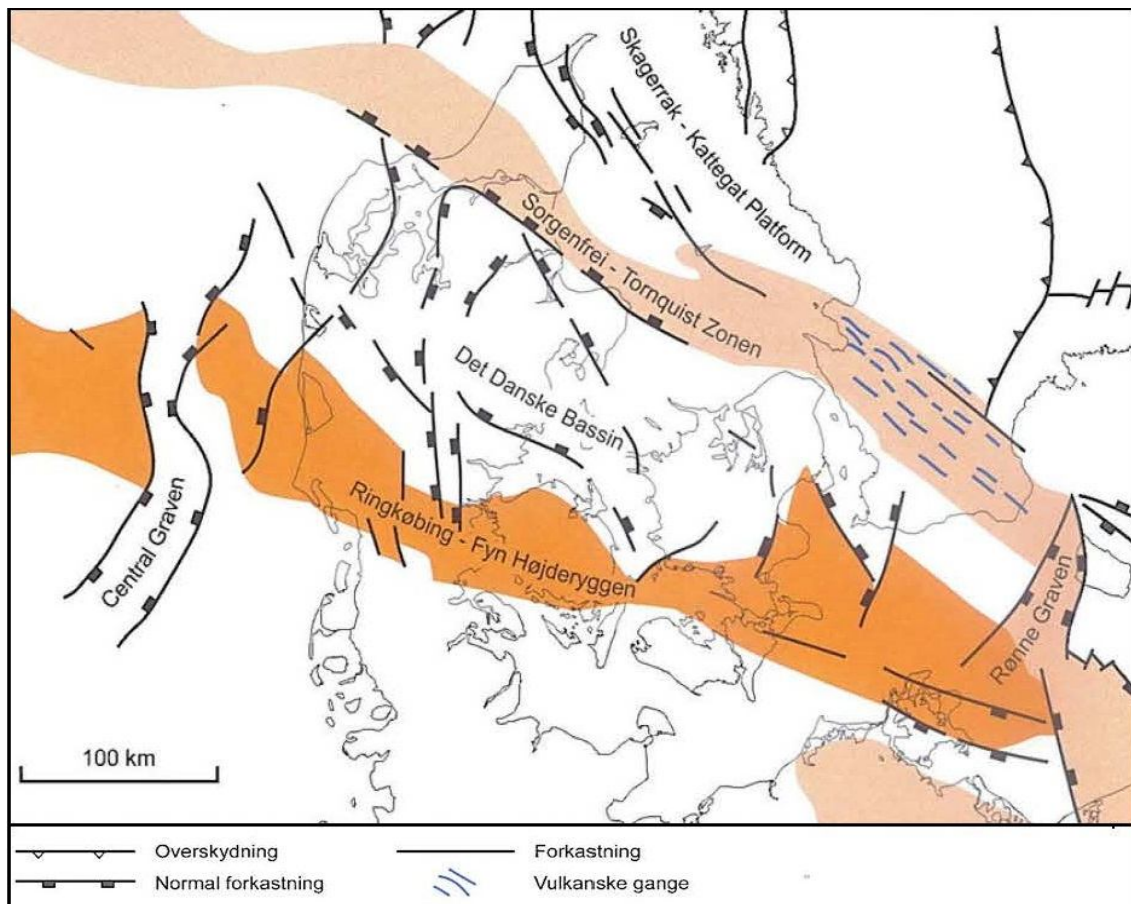 Skagerrak - Kattegat Platform
Sorgenfrei - Tornquist Zonen
Det Danske Bassin
Ringkøbing - Fyn Højderyggen
Central Graven
Rønne Graven
100 km
Overskydning
Forkastning
Normal forkastning
Vulkanske gange